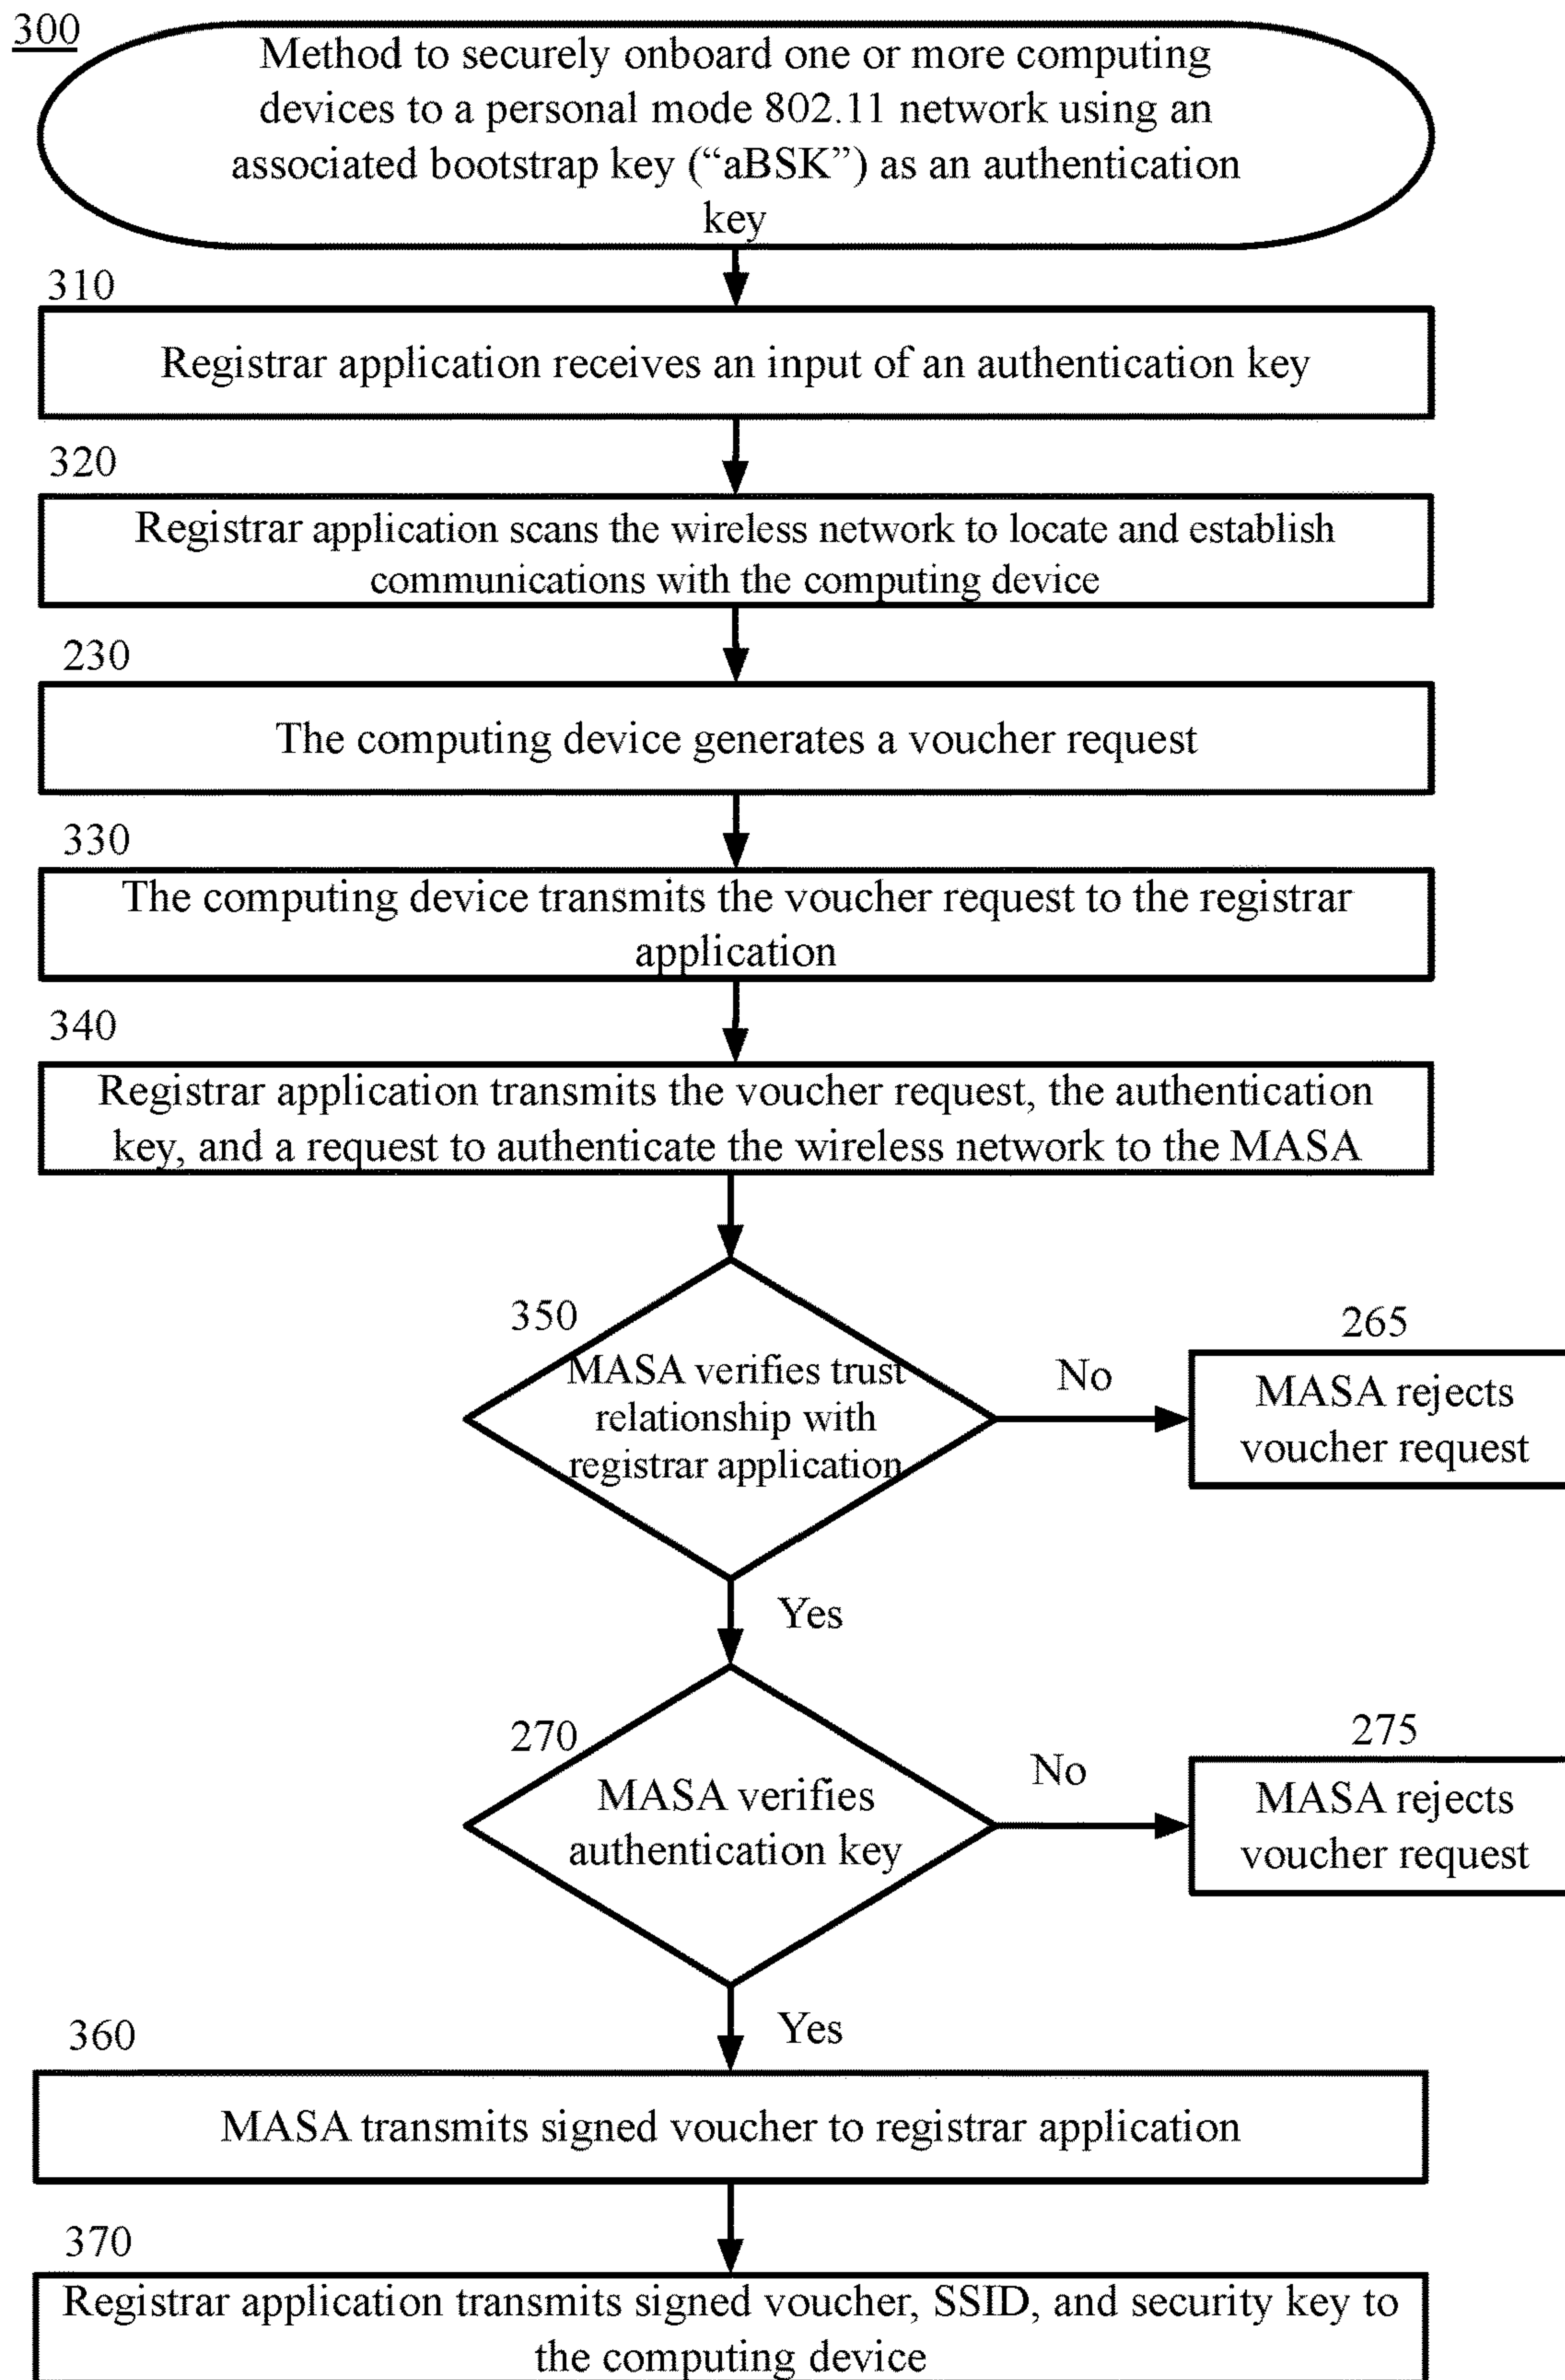 300
Method to securely onboard one or more computing
devices to a personal mode 802.11 network using an
associated bootstrap key (“aBSK”) as an authentication
key
310
Registrar application receives an input of an authentication key
320
Registrar application scans the wireless network to locate and establish
communications with the computing device
230
The computing device generates a voucher request
330
The computing device transmits the voucher request to the registrar
application
340
Registrar application transmits the voucher request, the authentication
key, and a request to authenticate the wireless network to the MASA
350
MASA verifies trust
relationship with
registrar application
No
265
MASA rejects
voucher request
Yes
270
MASA verifies
authentication key
No
275
MASA rejects
voucher request
Yes
360
MASA transmits signed voucher to registrar application
370
Registrar application transmits signed voucher, SSID, and security key to
the computing device